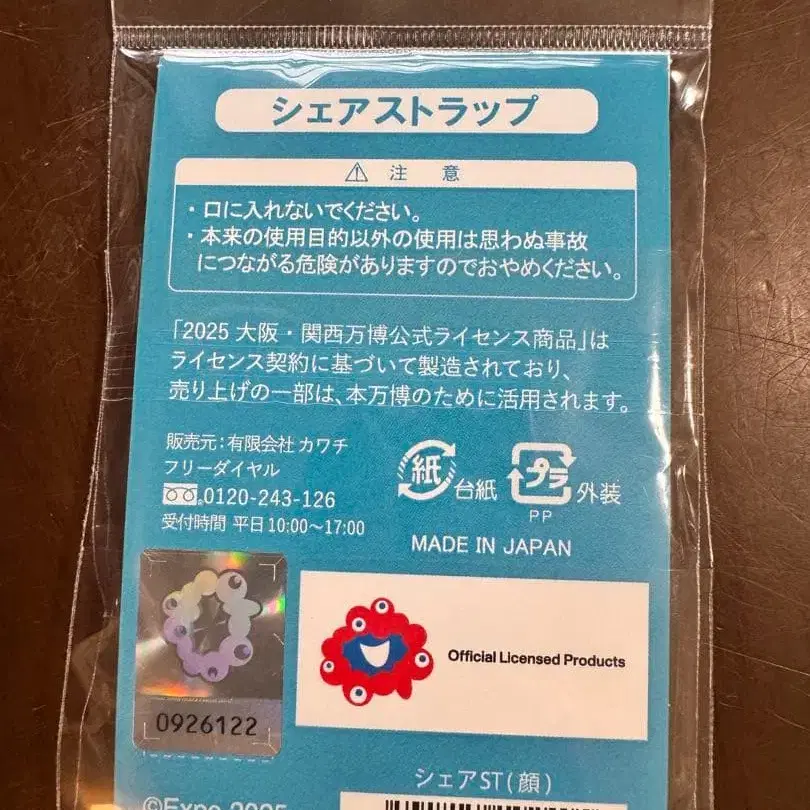 シェアストラップ
⚠ 注 意
・口に入れないでください。
・本来の使用目的以外の使用は思わぬ事故
につながる危険がありますのでおやめください。
「2025 大阪・関西万博公式ライセンス商品」は
ライセンス契約に基づいて製造されており、
売り上げの一部は、本万博のために活用されます。
販売元:有限会社 カワチ
フリーダイヤル
0120-243-126
受付時間 平日10:00〜17:00
紙 台紙
プラ 外装
PP
MADE IN JAPAN
Official Licensed Products
0926122
シェアST(顔)
©Expo 2025